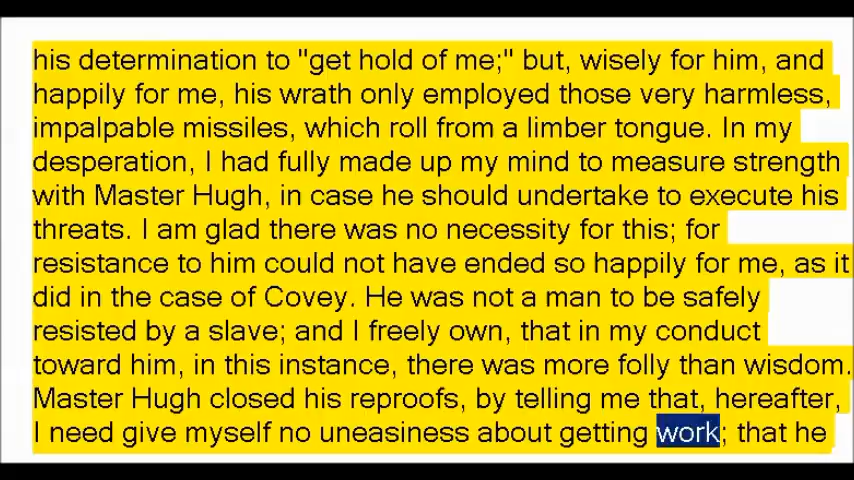 his determination to "get hold of me;" but, wisely for him, and
happily for me, his wrath only employed those very harmless,
impalpable missiles, which roll from a limber tongue. In my
desperation, I had fully made up my mind to measure strength
with Master Hugh, in case he should undertake to execute his
threats. I am glad there was no necessity for this; for
resistance to him could not have ended so happily for me, as it
did in the case of Covey. He was not a man to be safely
resisted by a slave; and I freely own, that in my conduct
toward him, in this instance, there was more folly than wisdom.
Master Hugh closed his reproofs, by telling me that, hereafter,
I need give myself no uneasiness about getting work; that he